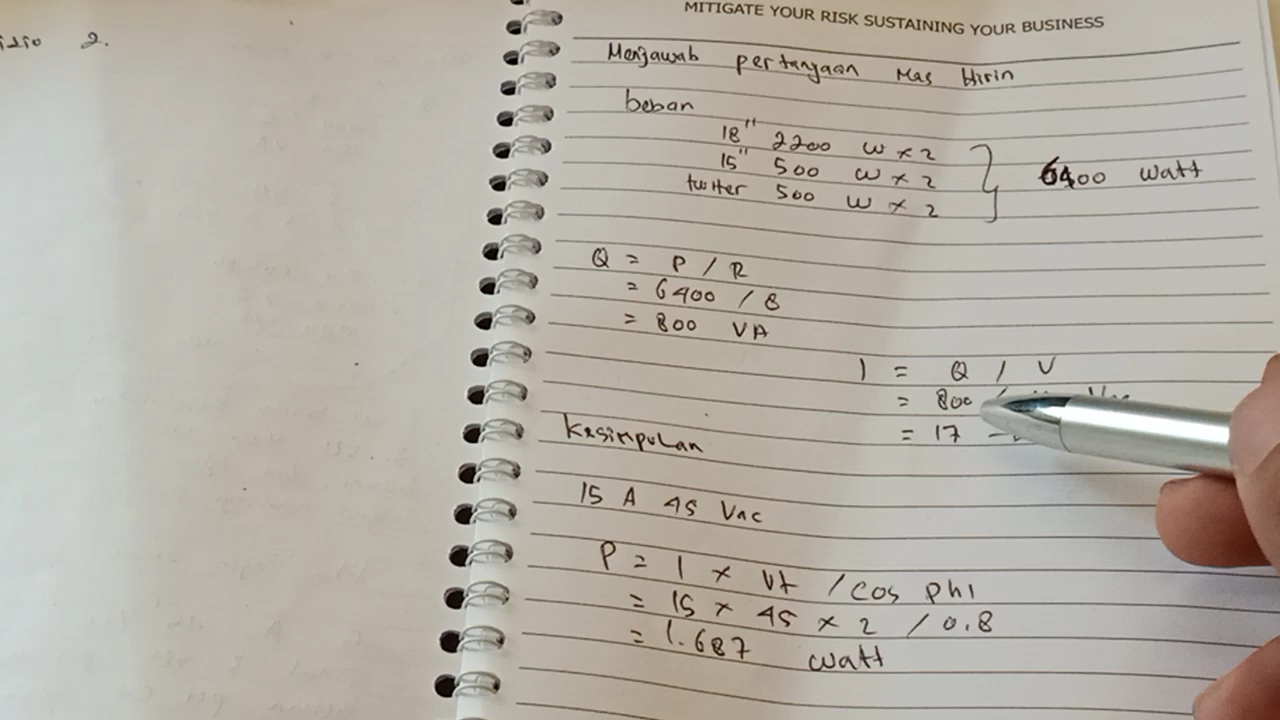 MITIGATE YOUR RISK SUSTAINING YOUR BUSINESS
2.
Menjawab pertanyaan Mas Hirin
beban
18" 2200 W x 2
15" 500 W x 2
twiter 500 W x 2
6400 watt
Q = P / R
= 6400 / 8
= 800 VA
I = Q / V
= 800
= 17
Kesimpulan
15 A 45 Vac
P = I x Vt / cos phi
= 15 x 45 x 2 / 0.8
= 1.687 watt